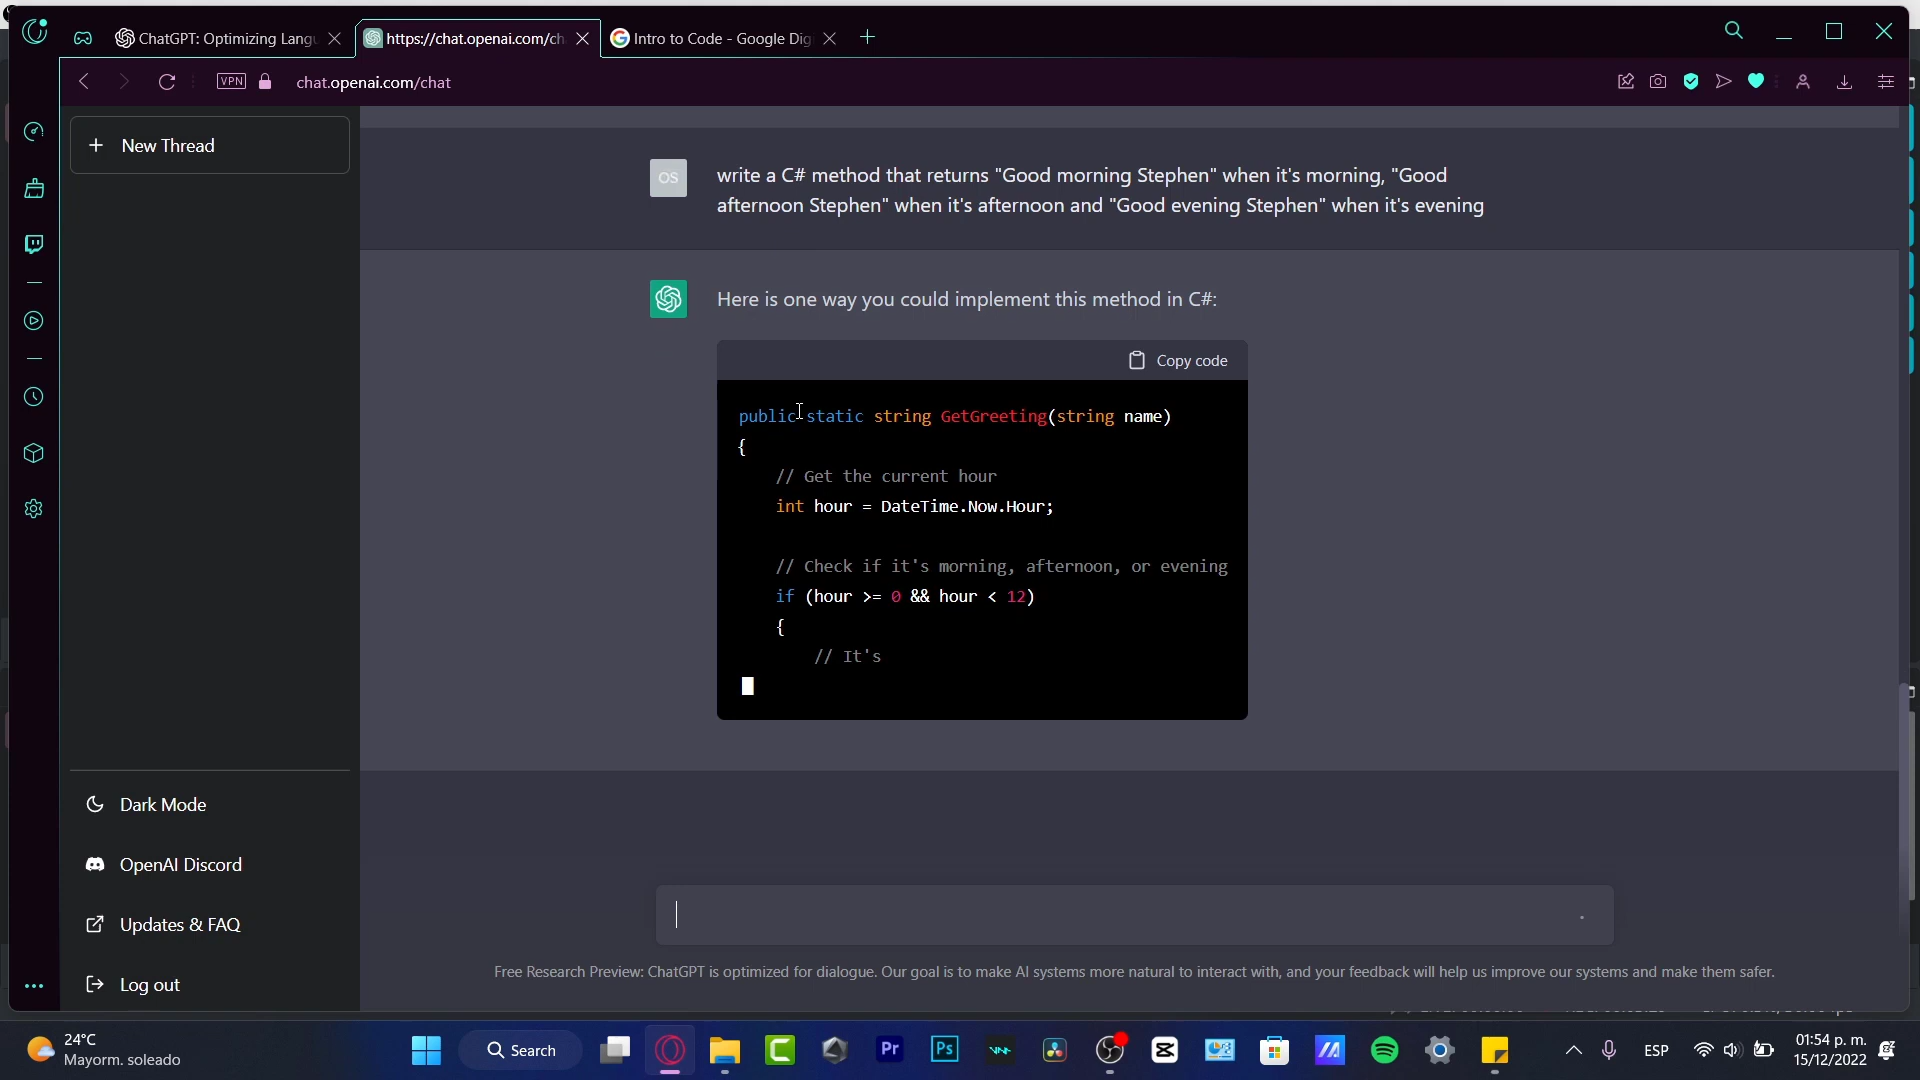 ChatGPT: Optimizing Langu
https://chat.openai.com/ch
Intro to Code - Google Dig
VPN
chat.openai.com/chat
New Thread
OS
write a C# method that returns "Good morning Stephen" when it's morning, "Good
afternoon Stephen" when it's afternoon and "Good evening Stephen" when it's evening
Here is one way you could implement this method in C#:
Copy code
public static string GetGreeting(string name)
{
// Get the current hour
int hour = DateTime.Now.Hour;
// Check if it's morning, afternoon, or evening
if (hour >= 0 && hour < 12)
{
// It's
Dark Mode
OpenAI Discord
Updates & FAQ
Log out
Free Research Preview: ChatGPT is optimized for dialogue. Our goal is to make AI systems more natural to interact with, and your feedback will help us improve our systems and make them safer.
24°C
Mayorm. soleado
Search
Pr
Ps
ESP
01:54 p. m.
15/12/2022